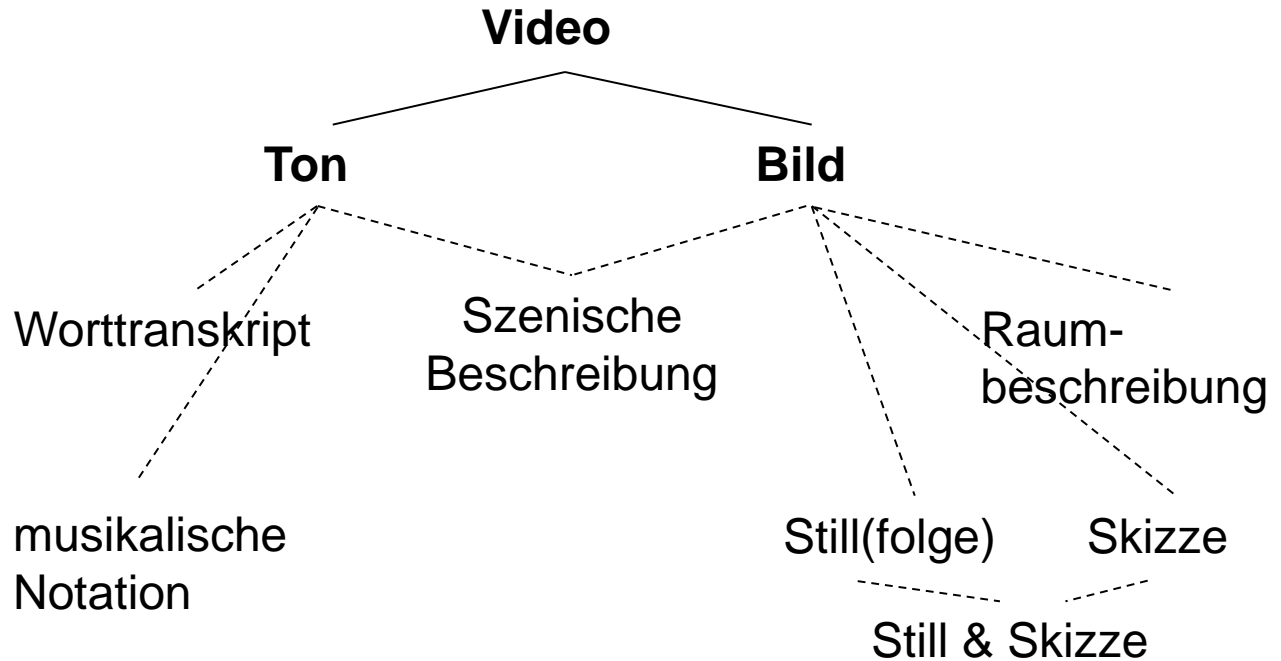 Video
Ton
Bild
Worttranskript
Szenische
Beschreibung
Raum-
beschreibung
musikalische
Notation
Still(folge)
Skizze
Still & Skizze